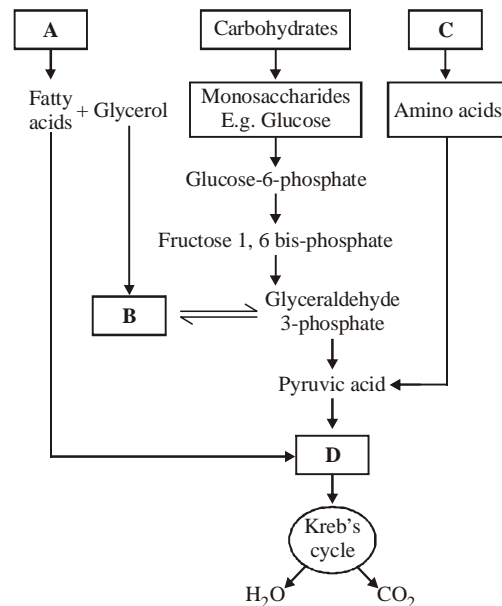 A
Carbohydrates
C
Fatty
acids + Glycerol
Monosaccharides
E.g. Glucose
Amino acids
Glucose-6-phosphate
Fructose 1, 6 bis-phosphate
B
Glyceraldehyde
3-phosphate
Pyruvic acid
D
Kreb's
cycle
H₂O
CO₂